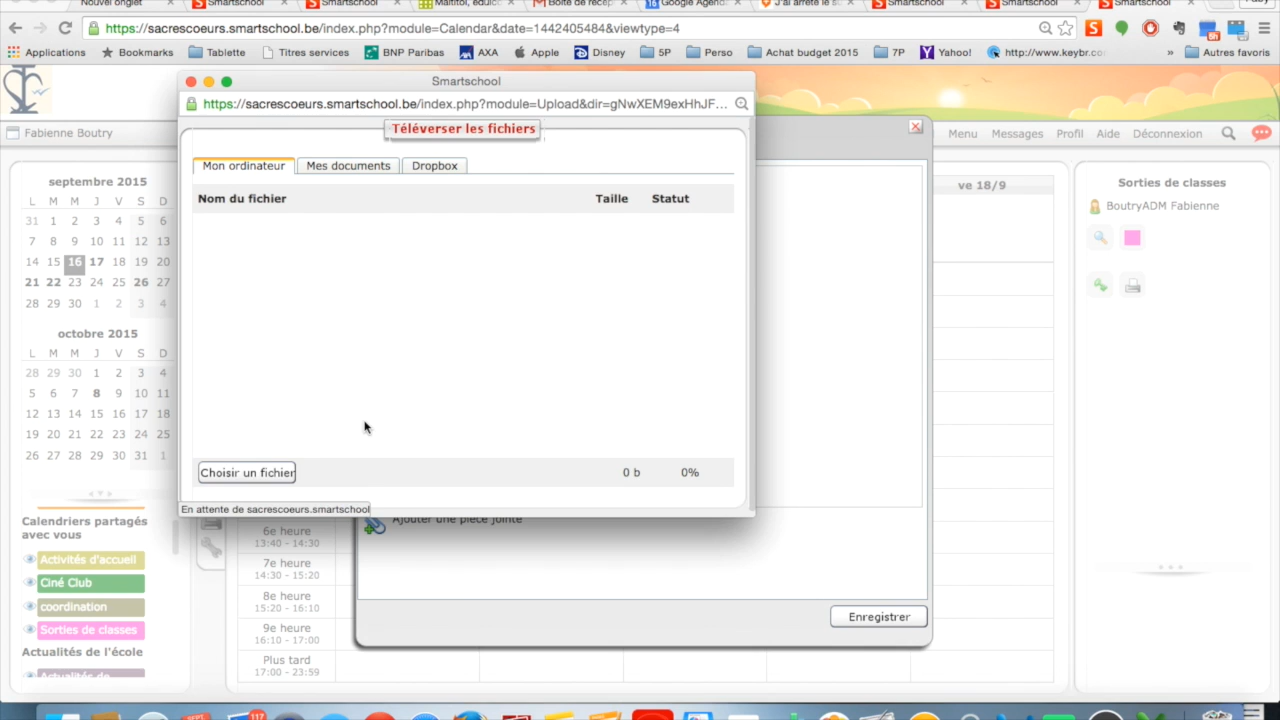 Nouvel onglet
Smartschool
Smartschool
Smartschool
Smartschool
Smartschool
https://sacrescoeurs.smartschool.be/index.php?module=Calendar&date=1442405484&viewtype=4
Applications
Bookmarks
Tablette
Titres services
BNP Paribas
AXA
Apple
Disney
5P
Perso
Achat budget 2015
7P
Yahoo!
http://www.keybr.co
»
Autres favoris
Smartschool
https://sacrescoeurs.smartschool.be/index.php?module=Upload&dir=gNwXEM9exHhJF...
Téléverser les fichiers
Fabienne Boutry
Menu Messages Profil Aide Déconnexion
Mon ordinateur Mes documents Dropbox
Nom du fichier Taille Statut
Choisir un fichier 0 b 0%
En attente de sacrescoeurs.smartschool
septembre 2015
L M M J V S D
31 1 2 3 4 5 6
7 8 9 10 11 12 13
14 15 16 17 18 19 20
21 22 23 24 25 26 27
28 29 30 1 2 3 4
octobre 2015
L M M J V S D
28 29 30 1 2 3 4
5 6 7 8 9 10 11
12 13 14 15 16 17 18
19 20 21 22 23 24 25
26 27 28 29 30 31 1
Calendriers partagés
avec vous
Activités d'accueil
Ciné Club
coordination
Sorties de classes
Actualités de l'école
Actualités de
ve 18/9
Ajouter une pièce jointe
6e heure
13:40 - 14:30
7e heure
14:30 - 15:20
8e heure
15:20 - 16:10
9e heure
16:10 - 17:00
Plus tard
17:00 - 23:59
Enregistrer
Sorties de classes
BoutryADM Fabienne
SEPT.
117